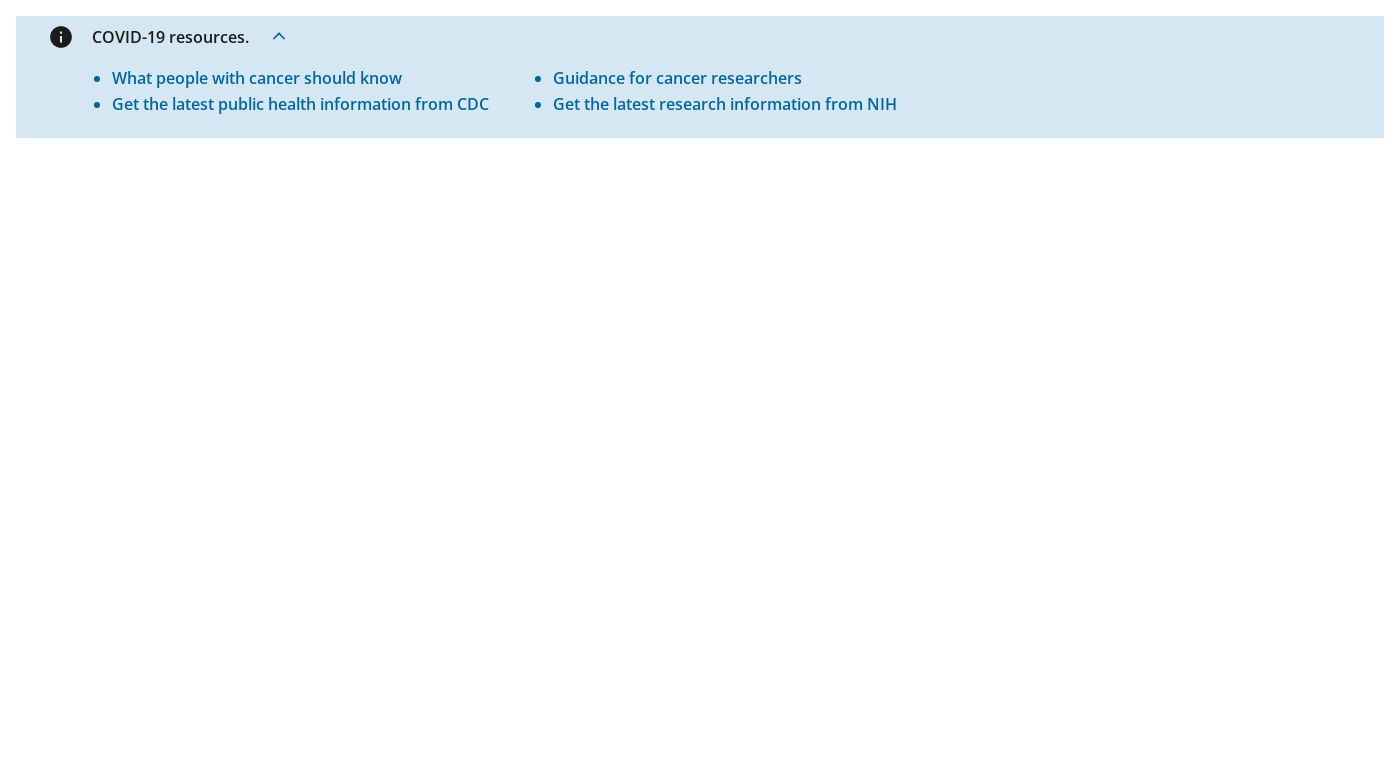 COVID-19 resources.
What people with cancer should know
Get the latest public health information from CDC
Guidance for cancer researchers
Get the latest research information from NIH